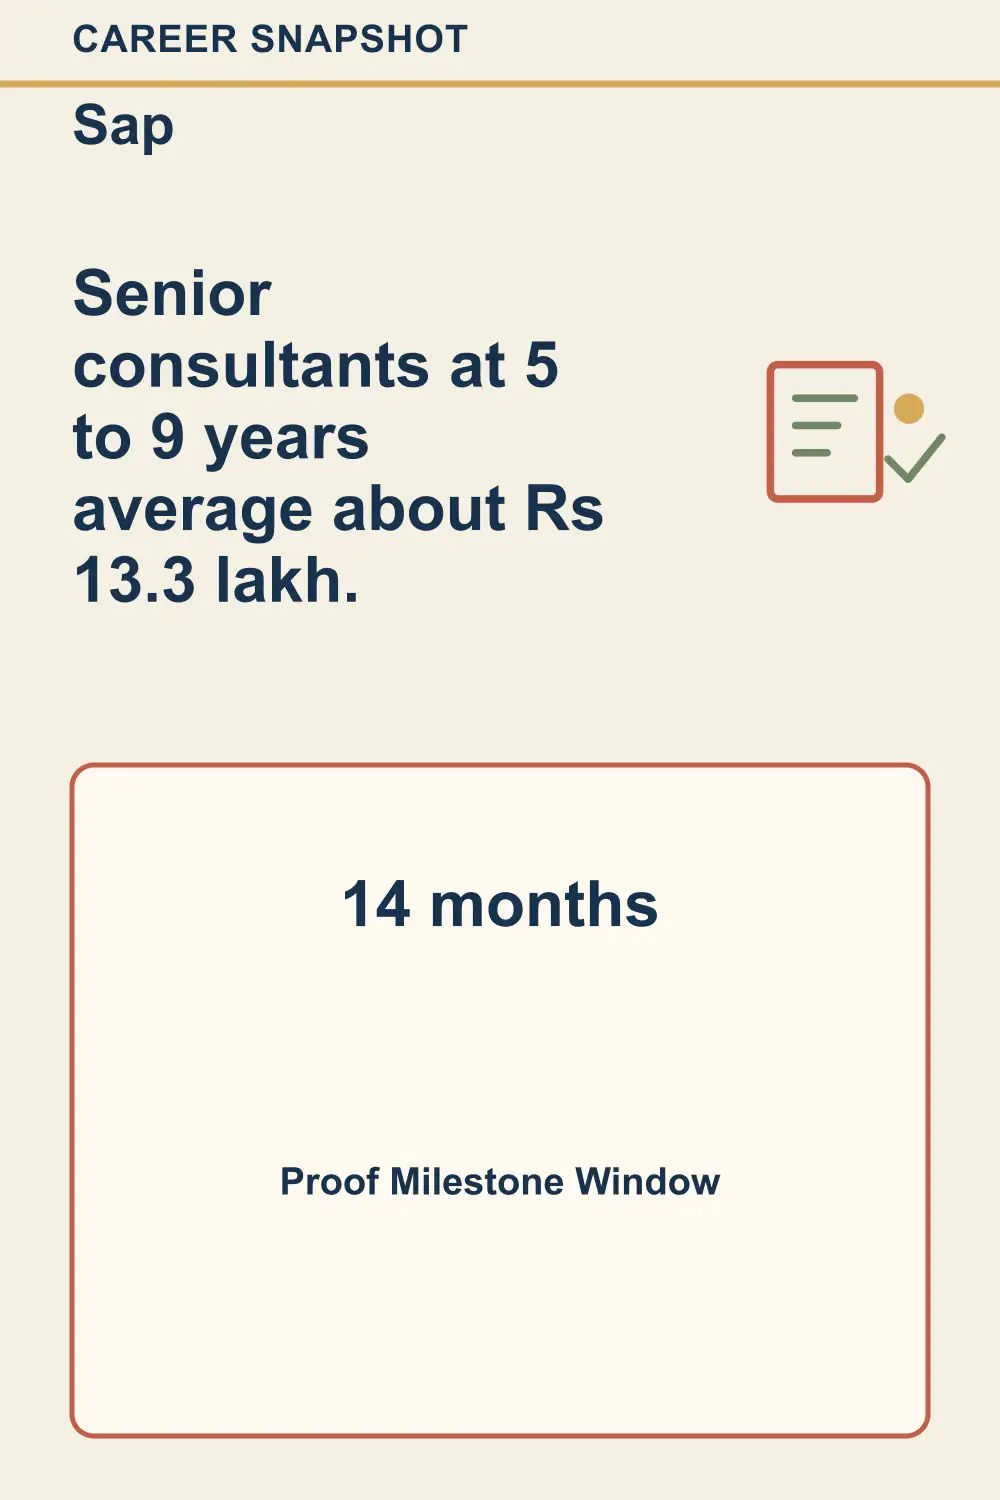 CAREER SNAPSHOT
Sap
Senior
consultants at 5
to 9 years
average about Rs
13.3 lakh.
14 months
Proof Milestone Window